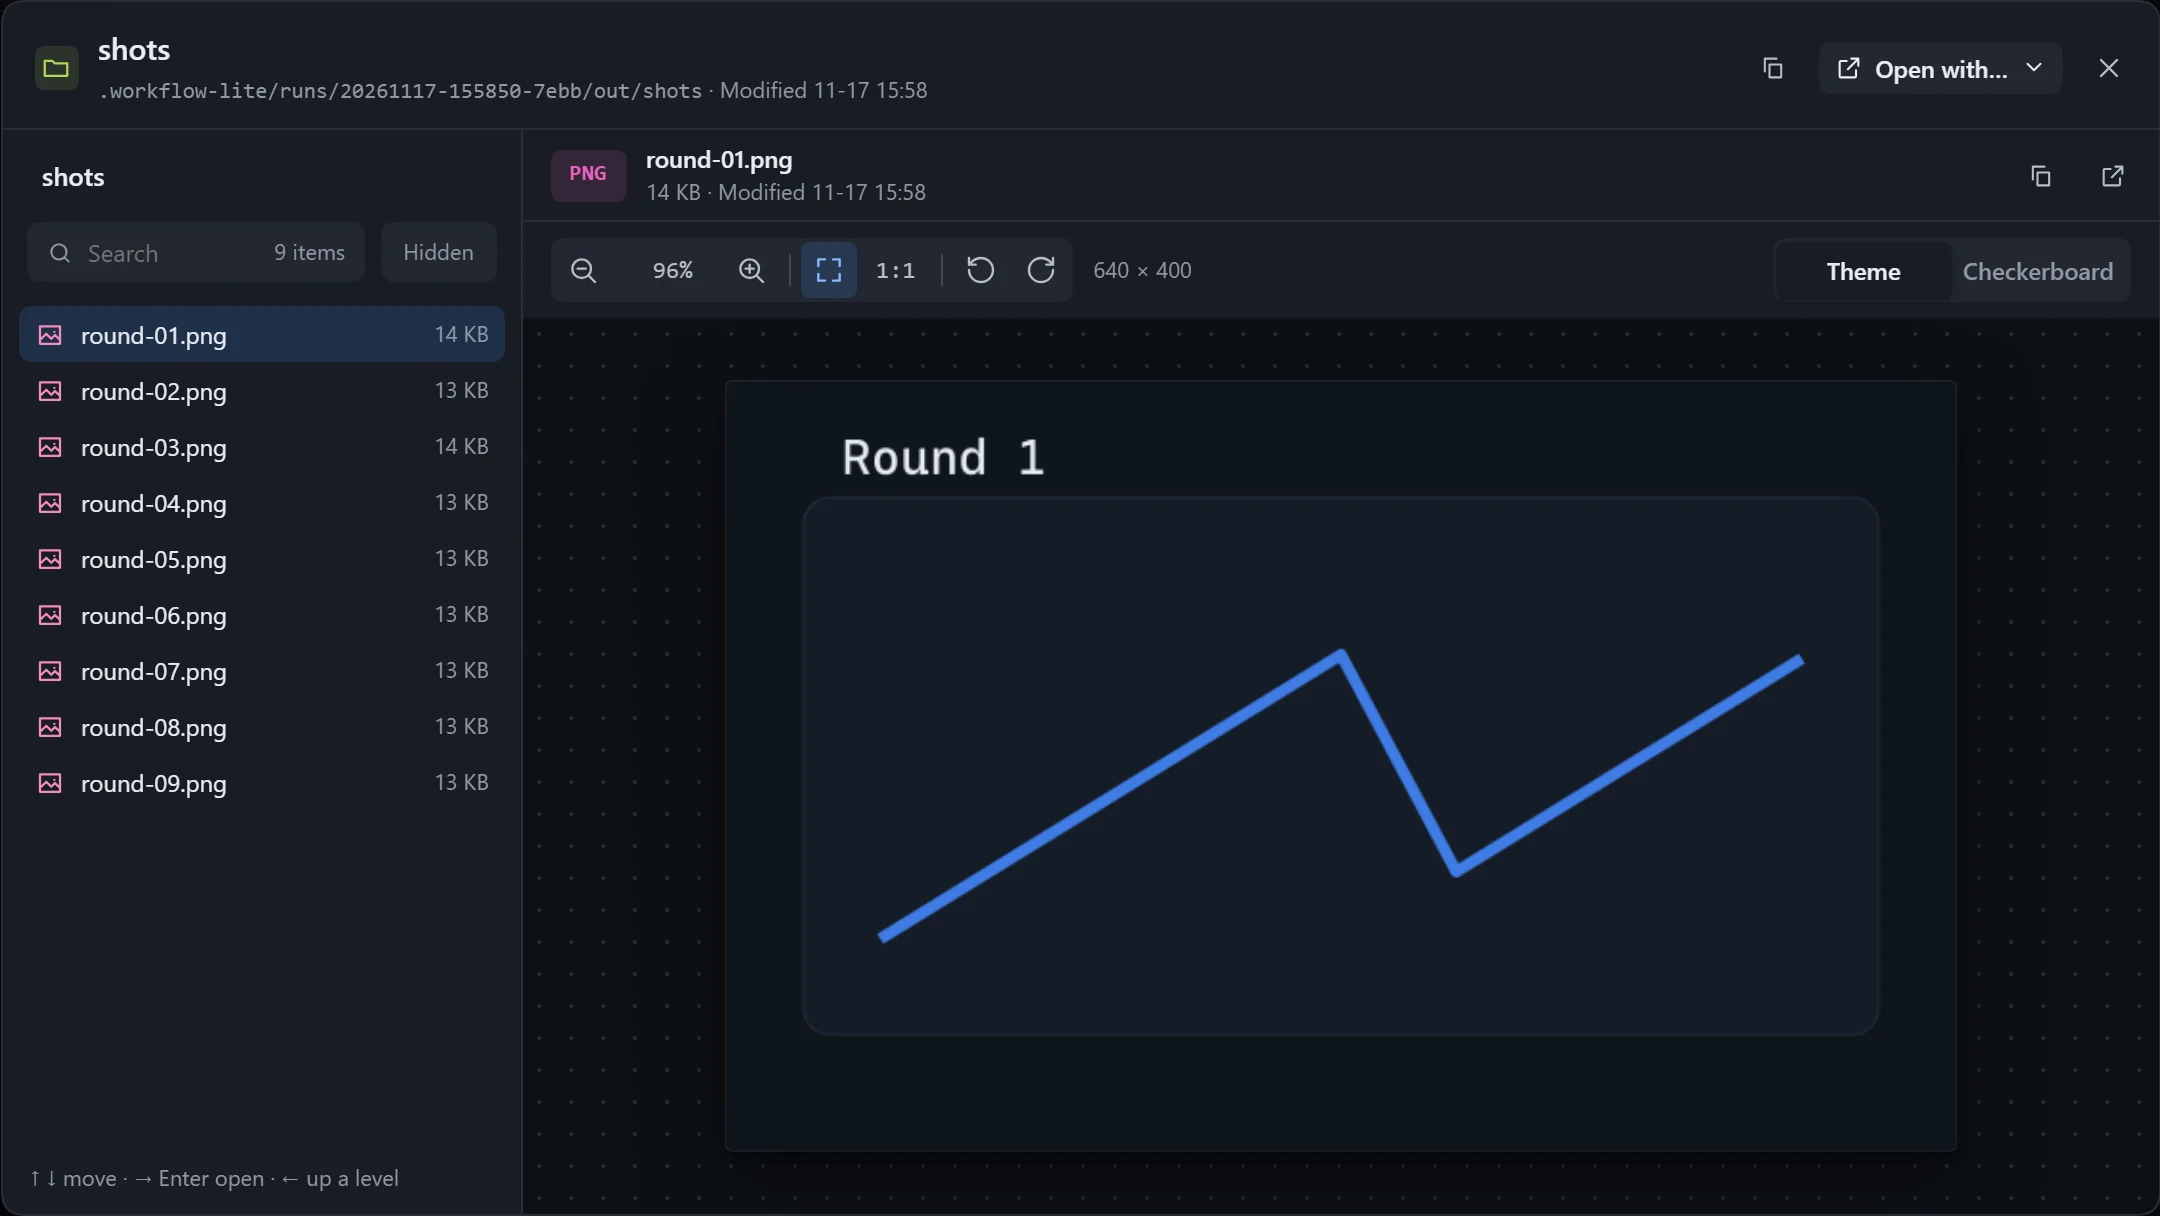 shots
.workflow-lite/runs/20261117-155850-7ebb/out/shots · Modified 11-17 15:58
Open with...
shots
Search
9 items
Hidden
round-01.png 14 KB
round-02.png 13 KB
round-03.png 14 KB
round-04.png 13 KB
round-05.png 13 KB
round-06.png 13 KB
round-07.png 13 KB
round-08.png 13 KB
round-09.png 13 KB
↑ ↓ move · → Enter open · ← up a level
PNG
round-01.png
14 KB · Modified 11-17 15:58
96%
1:1
640 × 400
Theme
Checkerboard
Round 1